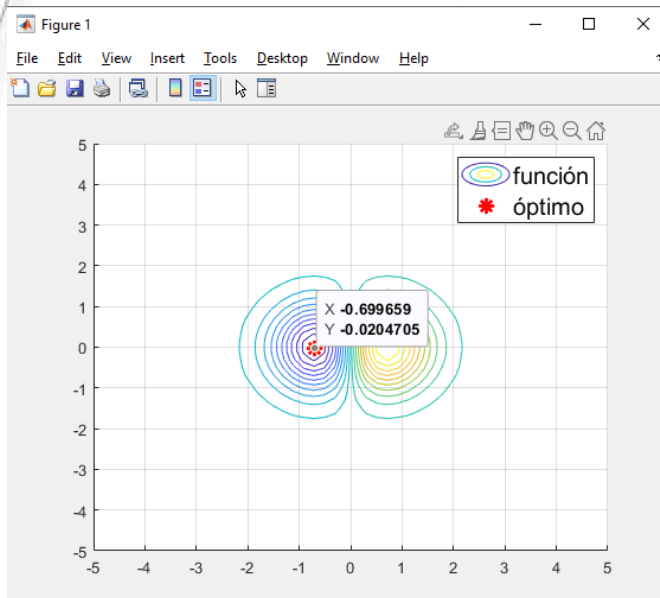 Figure 1
File Edit View Insert Tools Desktop Window Help
función
óptimo
X -0.699659
Y -0.0204705
5
4
3
2
1
0
-1
-2
-3
-4
-5
-5 -4 -3 -2 -1 0 1 2 3 4 5